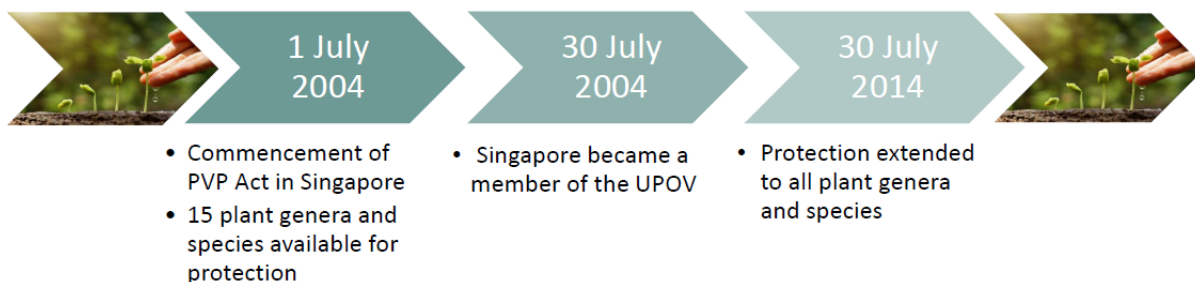 1 July
2004
30 July
2004
30 July
2014
• Commencement of
PVP Act in Singapore
• 15 plant genera and
species available for
protection
• Singapore became a
member of the UPOV
• Protection extended
to all plant genera
and species